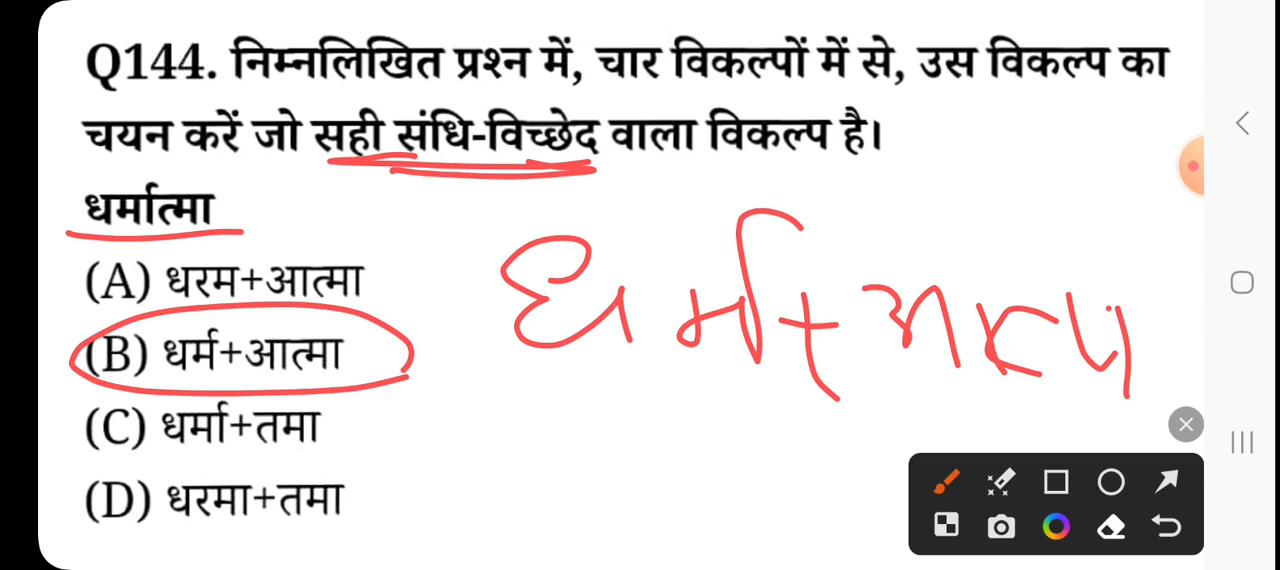 Q144. निम्नलिखित प्रश्न में, चार विकल्पों में से, उस विकल्प का
चयन करें जो सही संधि-विच्छेद वाला विकल्प है।
धर्मात्मा
(A) धरम+आत्मा
(B) धर्म+आत्मा
(C) धर्मा+तमा
(D) धरमा+तमा
धर्म+